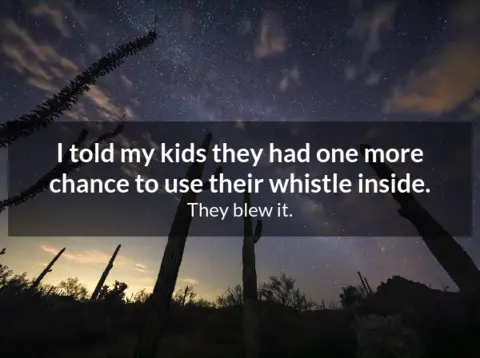 I told my kids they had one more
chance to use their whistle inside.
They blew it.